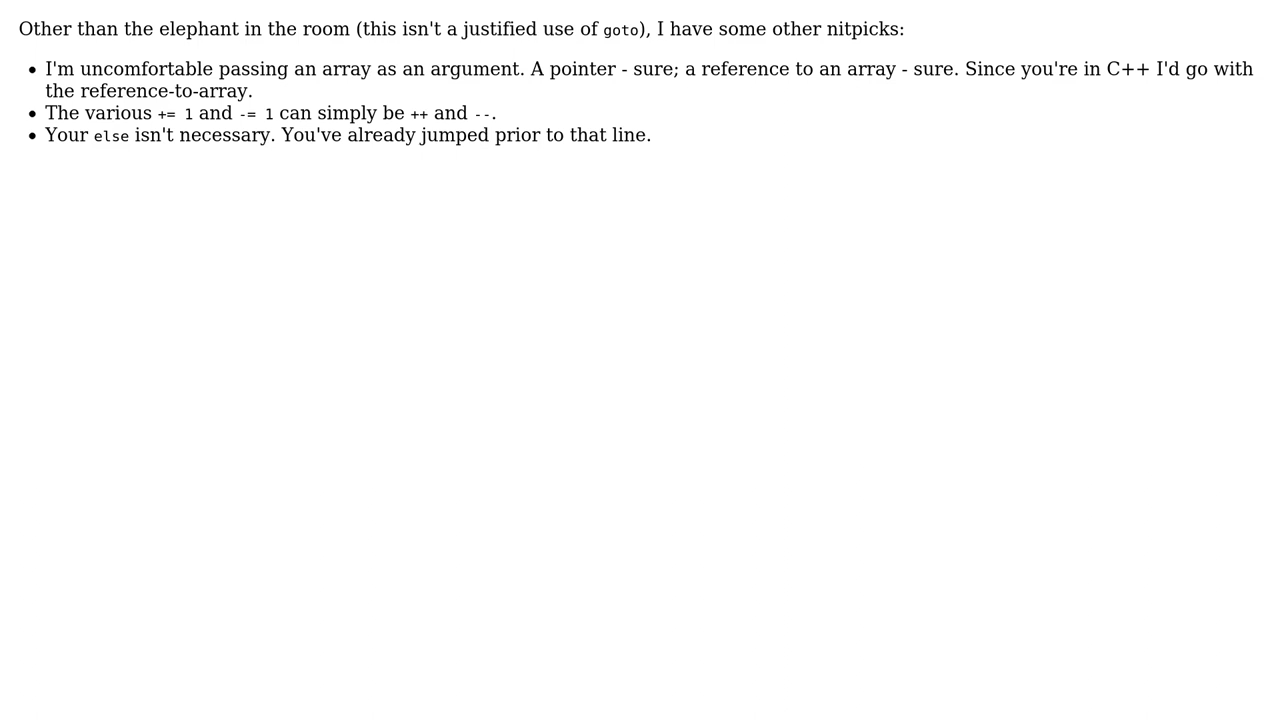 Other than the elephant in the room (this isn't a justified use of goto), I have some other nitpicks:
• I'm uncomfortable passing an array as an argument. A pointer - sure; a reference to an array - sure. Since you're in C++ I'd go with
the reference-to-array.
• The various += 1 and -= 1 can simply be ++ and --.
• Your else isn't necessary. You've already jumped prior to that line.